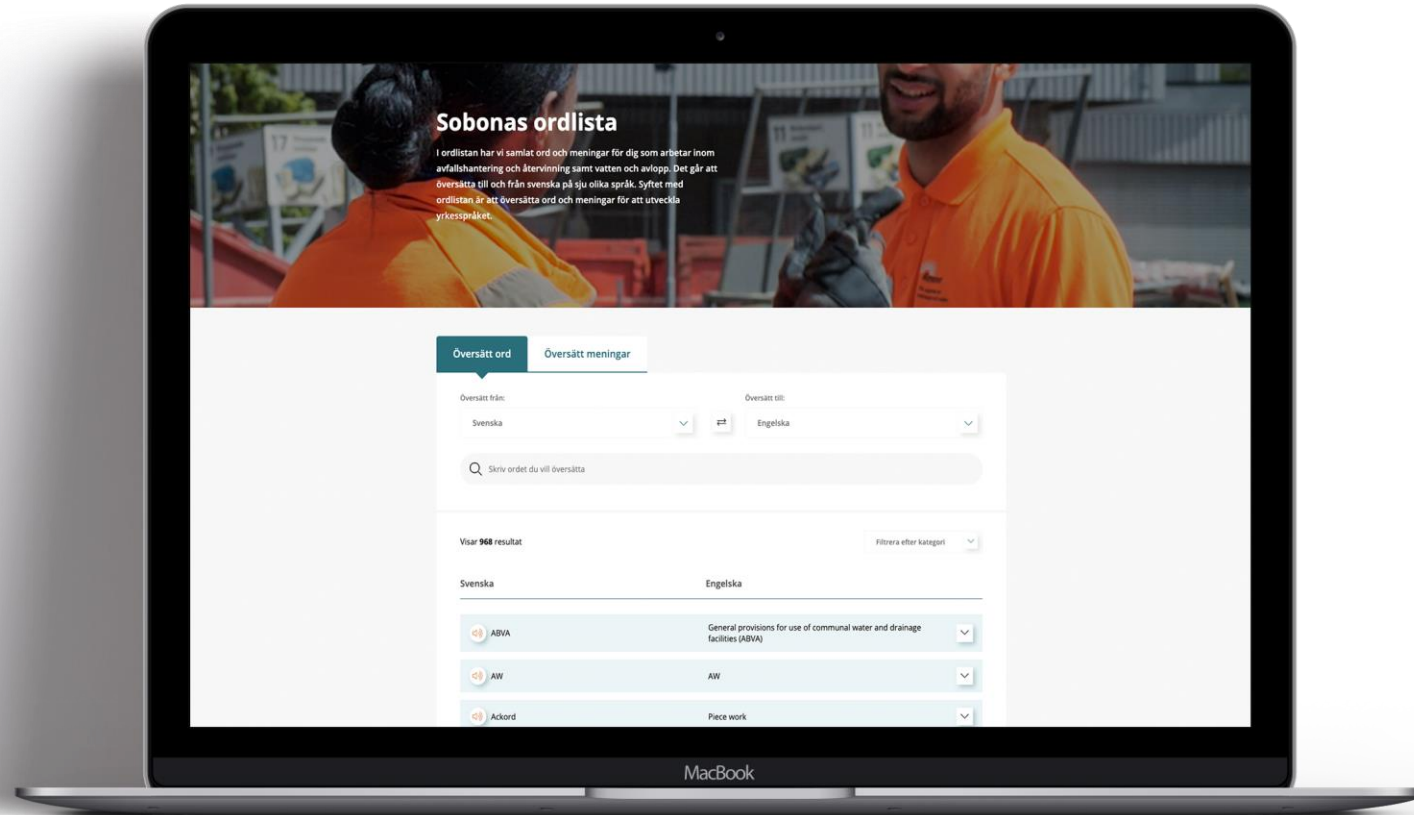 Sobonas ordlista
I ordlistan har vi samlat ord och meningar för dig som arbetar inom
avfallshantering och återvinning samt vatten och avlopp. Det går att
översätta till och från svenska på sju olika språk. Syftet med
ordlistan är att översätta ord och meningar för att utveckla
yrkesspråket.
17
11
11
Översätt ord
Översätt meningar
Översätt från:
Översätt till:
Svenska
Engelska
Skriv ordet du vill översätta
Visar 968 resultat
Filtrera efter kategori
Svenska
Engelska
ABVA
General provisions for use of communal water and drainage
facilities (ABVA)
AW
AW
Ackord
Piece work
MacBook